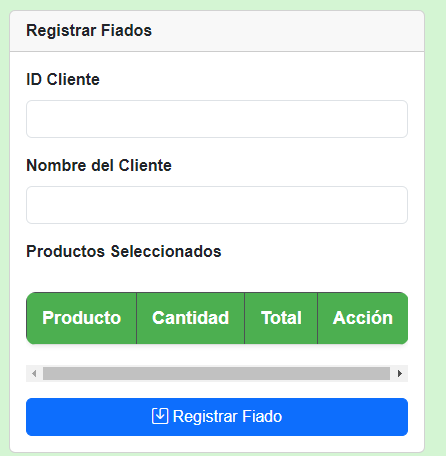 Registrar Fiados
ID Cliente
Nombre del Cliente
Productos Seleccionados
Producto Cantidad Total Acción
Registrar Fiado